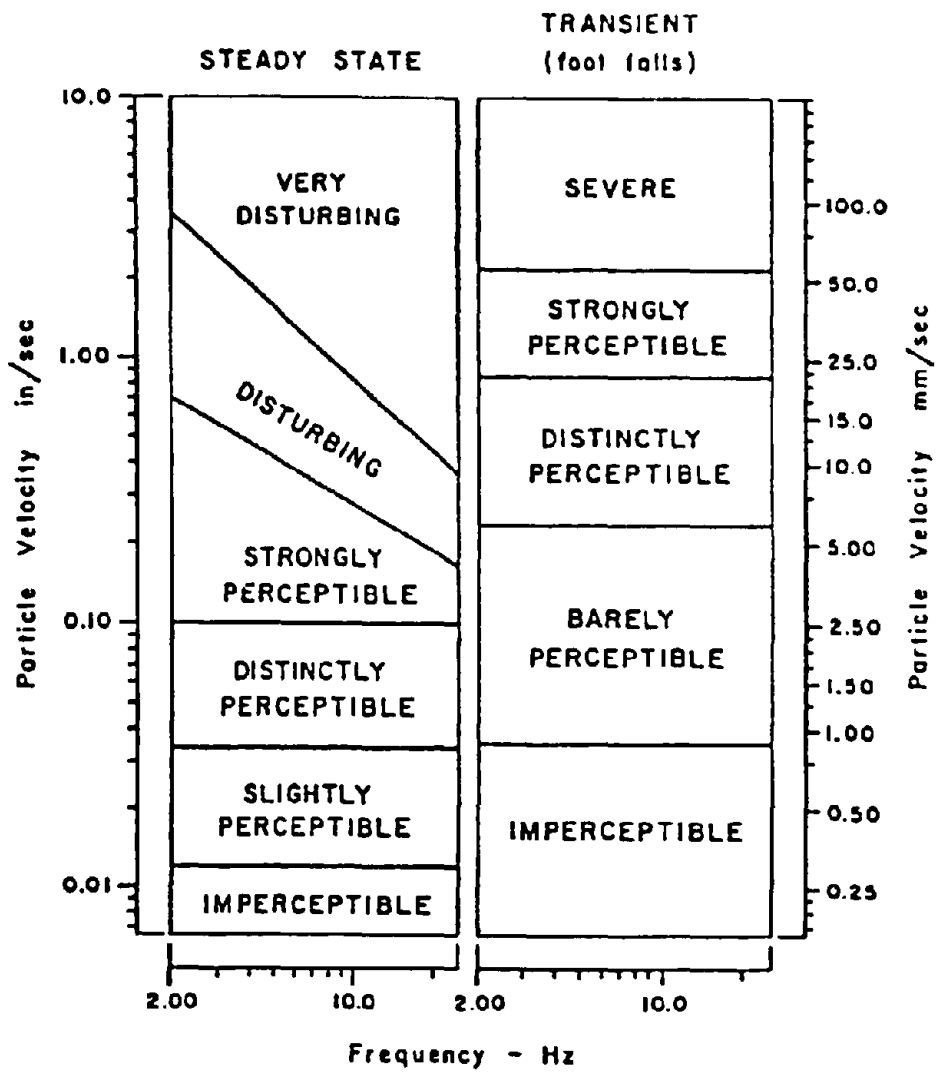 STEADY STATE
TRANSIENT
(foot falls)
10.0
1.00
0.10
0.01
Particle Velocity in/sec
VERY
DISTURBING
DISTURBING
STRONGLY
PERCEPTIBLE
DISTINCTLY
PERCEPTIBLE
SLIGHTLY
PERCEPTIBLE
IMPERCEPTIBLE
SEVERE
STRONGLY
PERCEPTIBLE
DISTINCTLY
PERCEPTIBLE
BARELY
PERCEPTIBLE
IMPERCEPTIBLE
100.0
50.0
25.0
15.0
10.0
5.00
2.50
1.50
1.00
0.50
0.25
Particle Velocity mm/sec
2.00 10.0 2.00 10.0
Frequency - Hz